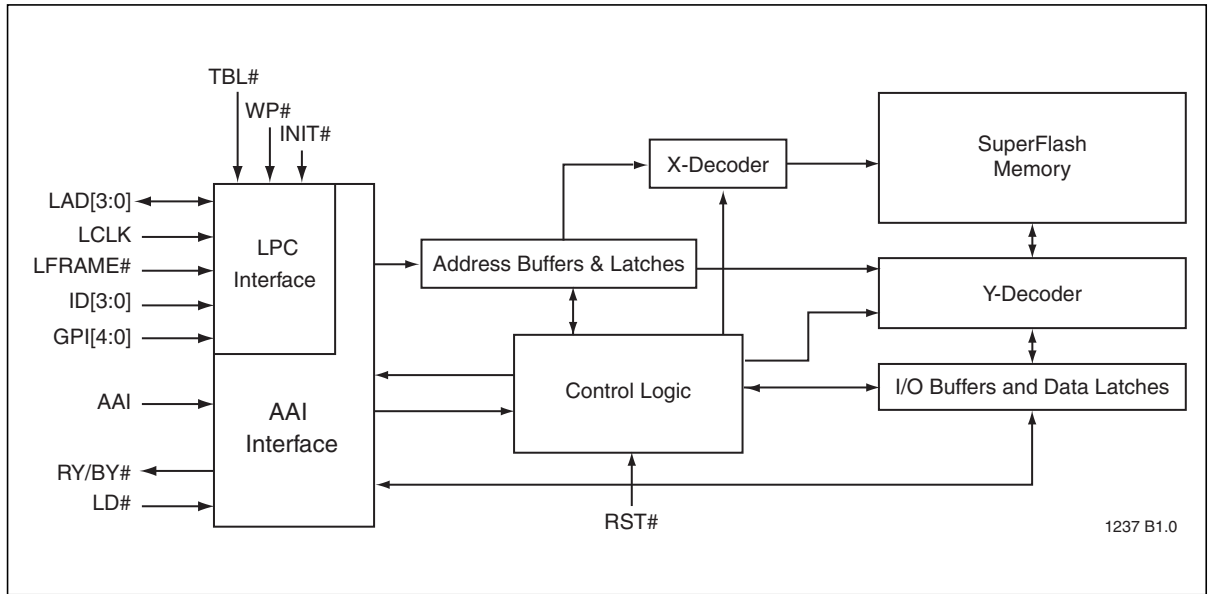 TBL#
WP#
INIT#
LAD[3:0]
LCLK
LFRAME#
ID[3:0]
GPI[4:0]
LPC
Interface
AAI
RY/BY#
LD#
AAI
Interface
Address Buffers & Latches
X-Decoder
SuperFlash
Memory
Y-Decoder
Control Logic
I/O Buffers and Data Latches
RST#
1237 B1.0